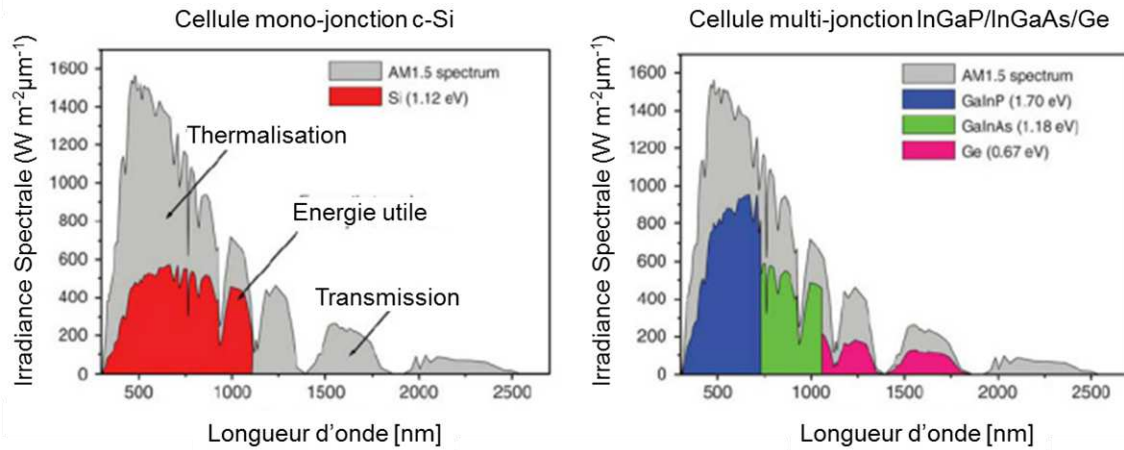 Cellule mono-jonction c-Si
Irradiance Spectrale (W m⁻²µm⁻¹)
1600
1400
1200
1000
800
600
400
200
0
AM1.5 spectrum
Si (1.12 eV)
Thermalisation
Energie utile
Transmission
500
1000
1500
2000
2500
Longueur d'onde [nm]
Cellule multi-jonction InGaP/InGaAs/Ge
Irradiance Spectrale (W m⁻²µm⁻¹)
1600
1400
1200
1000
800
600
400
200
0
AM1.5 spectrum
GaInP (1.70 eV)
GaInAs (1.18 eV)
Ge (0.67 eV)
500
1000
1500
2000
2500
Longueur d'onde [nm]